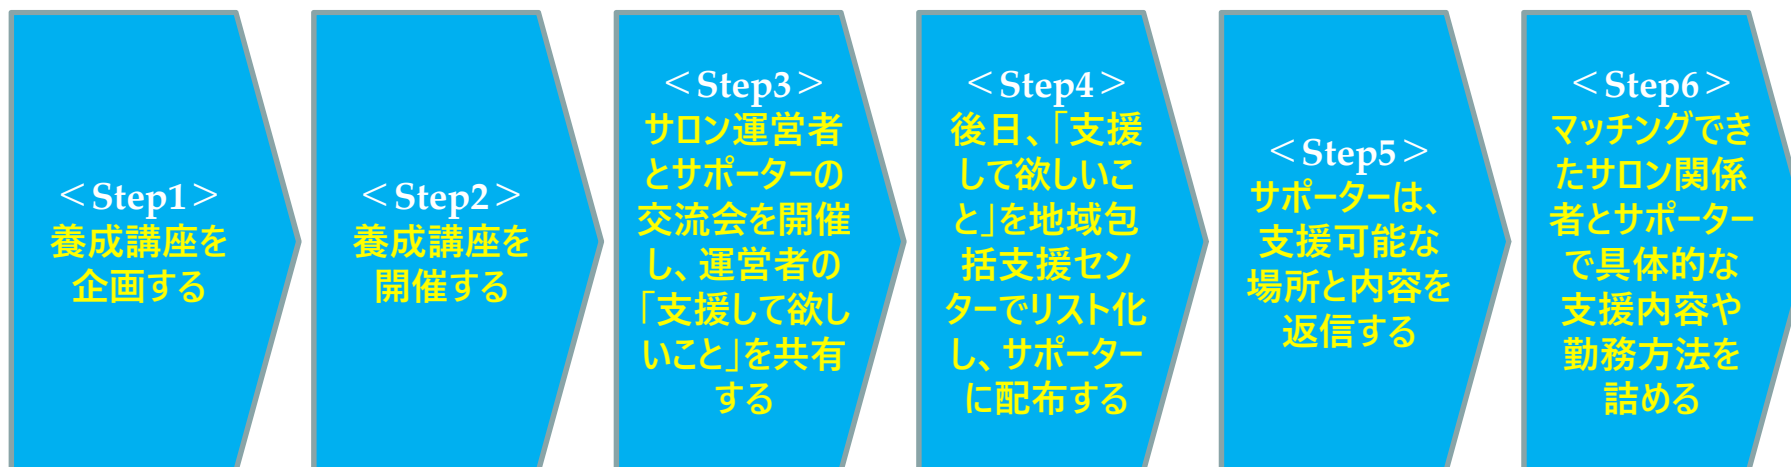 ＜Step1＞
養成講座を
企画する
＜Step2＞
養成講座を
開催する
＜Step3＞
サロン運営者
とサポーターの
交流会を開催
し、運営者の
「支援して欲し
いこと」を共有
する
＜Step4＞
後日、「支援
して欲しいこ
と」を地域包
括支援セン
ターでリスト化
し、サポーター
に配布する
＜Step5＞
サポーターは、
支援可能な
場所と内容を
返信する
＜Step6＞
マッチングでき
たサロン関係
者とサポーター
で具体的な
支援内容や
勤務方法を
詰める